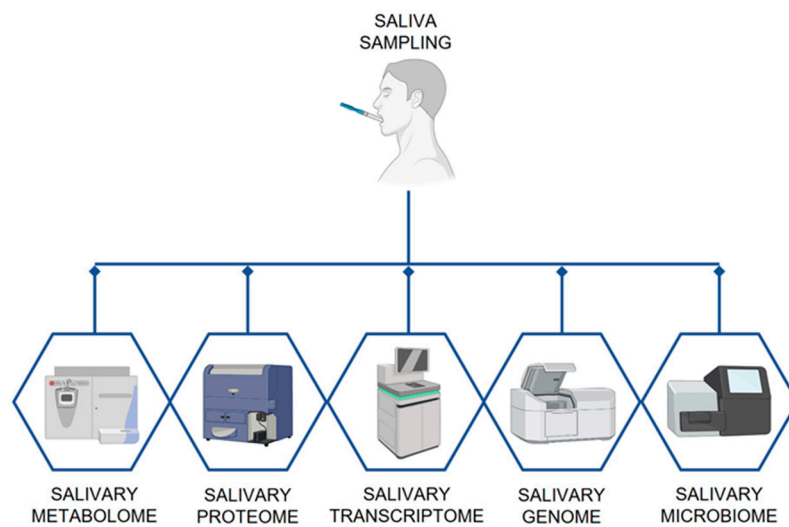 SALIVA
SAMPLING
SALIVARY
METABOLOME
SALIVARY
PROTEOME
SALIVARY
TRANSCRIPTOME
SALIVARY
GENOME
SALIVARY
MICROBIOME